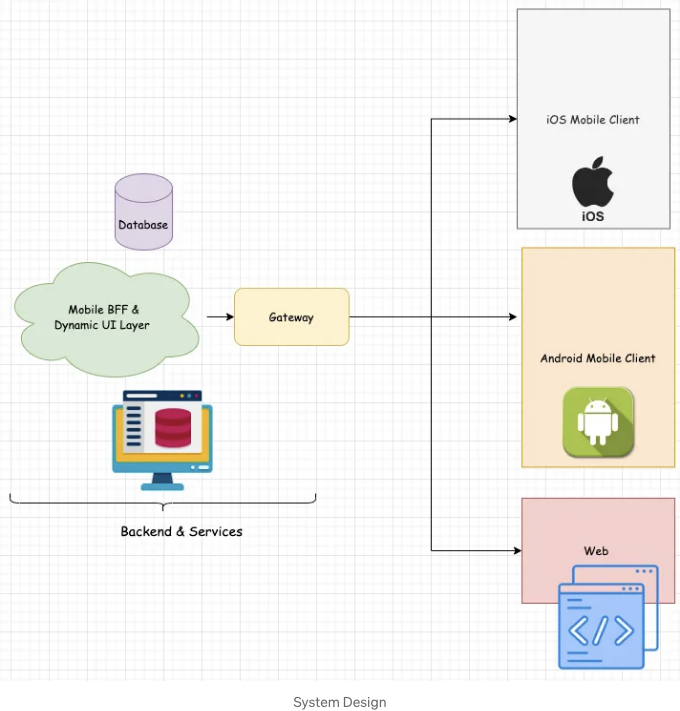 iOS Mobile Client
iOS
Database
Mobile BFF &
Dynamic UI Layer
Gateway
Android Mobile Client
Backend & Services
Web
</>
System Design